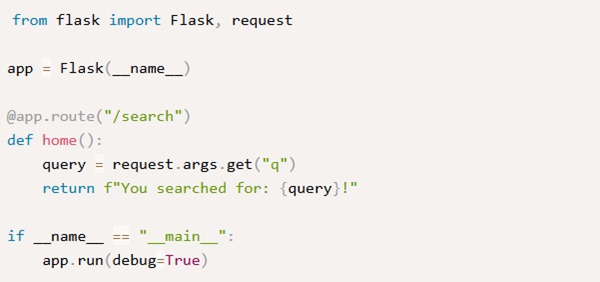 from flask import Flask, request
app = Flask(__name__)
@app.route("/search")
def home():
    query = request.args.get("q")
    return f"You searched for: {query}!"
if __name__ == "__main__":
    app.run(debug=True)